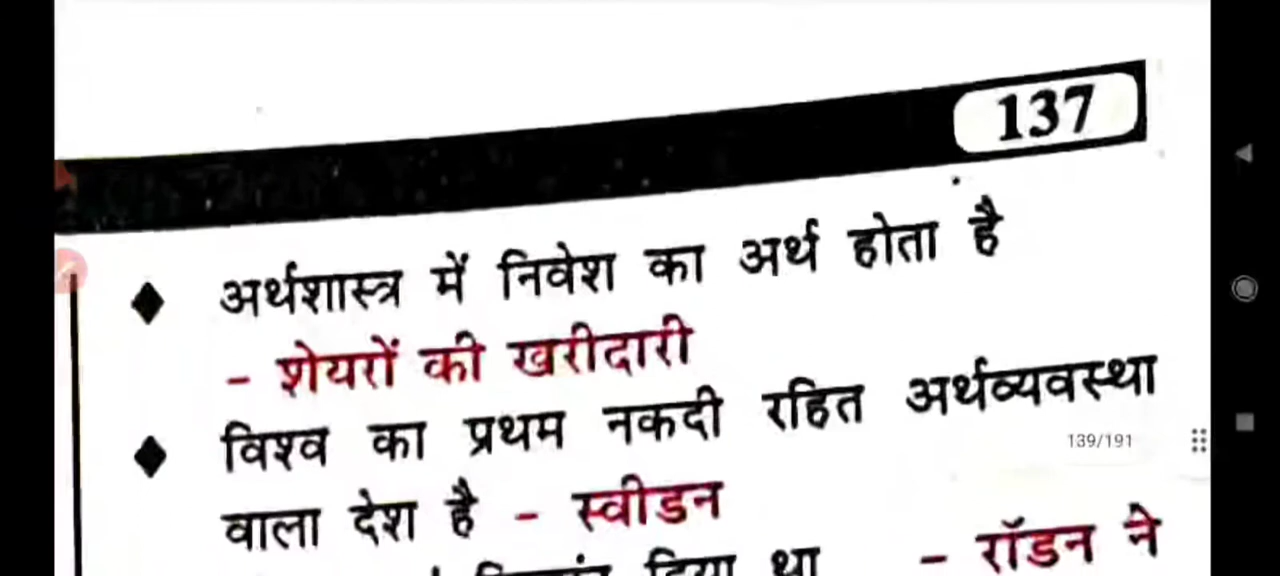 137
◆ अर्थशास्त्र में निवेश का अर्थ होता है
- शेयरों की खरीदारी
◆ विश्व का प्रथम नकदी रहित अर्थव्यवस्था
139/191
वाला देश है - स्वीडन
दिया था - रॉडन ने